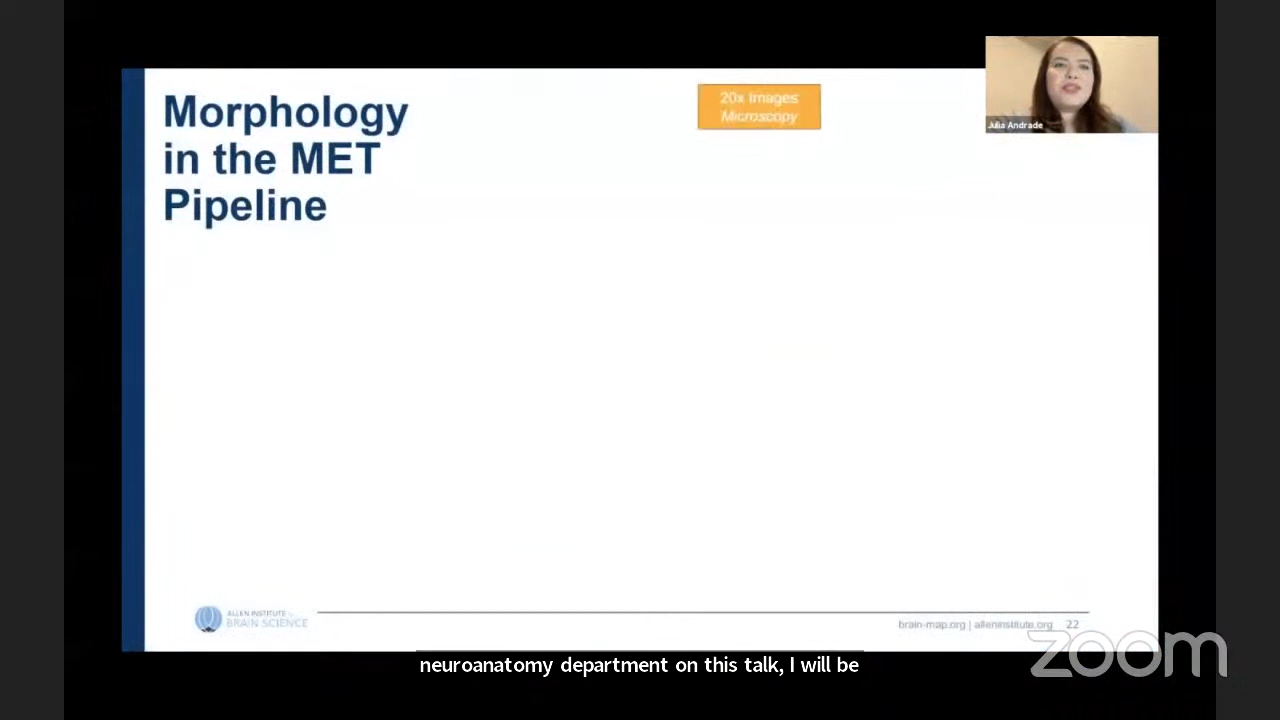 Morphology
in the MET
Pipeline
20x Images
Microscopy
Julia Andrade
ALLEN INSTITUTE for
BRAIN SCIENCE
brain-map.org | alleninstitute.org 22
zoom
neuroanatomy department on this talk, I will be